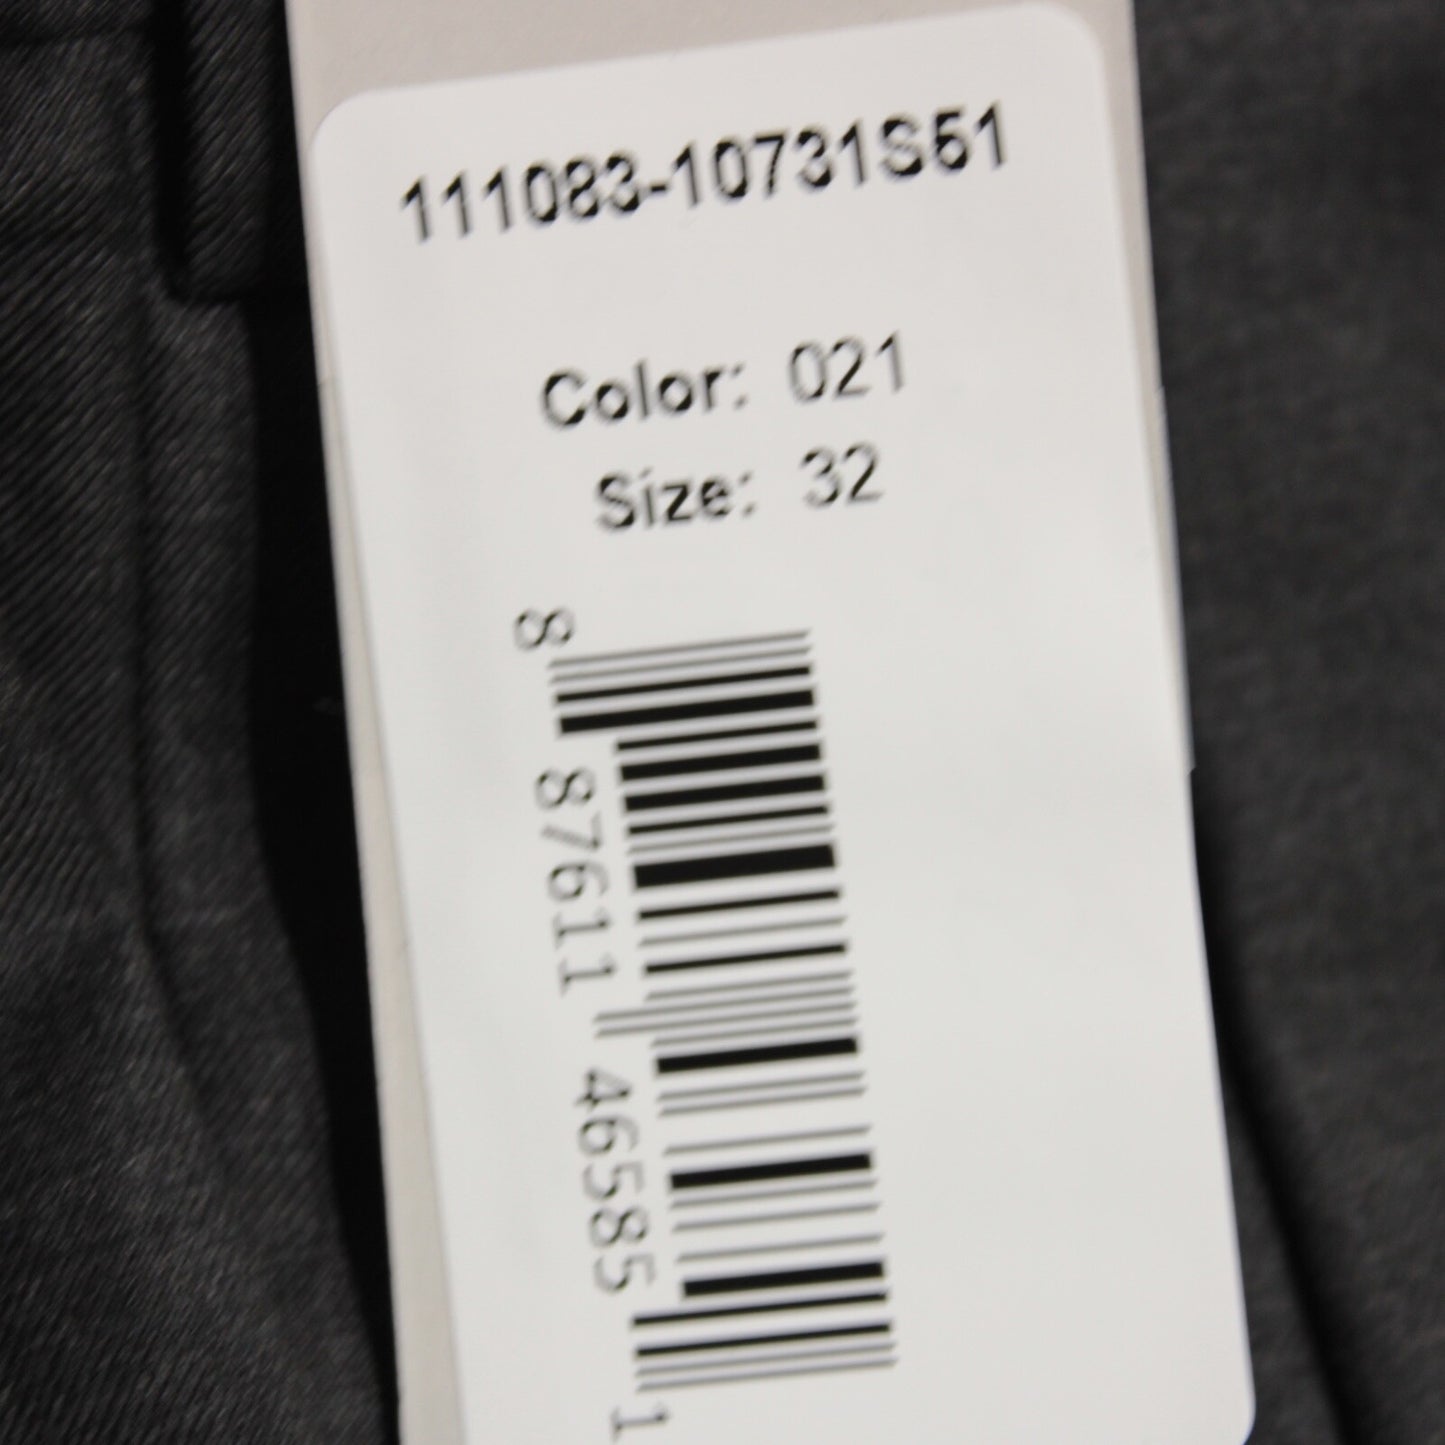 111083-10731S51
Color: 021
Size: 32
8 87611 46585 1